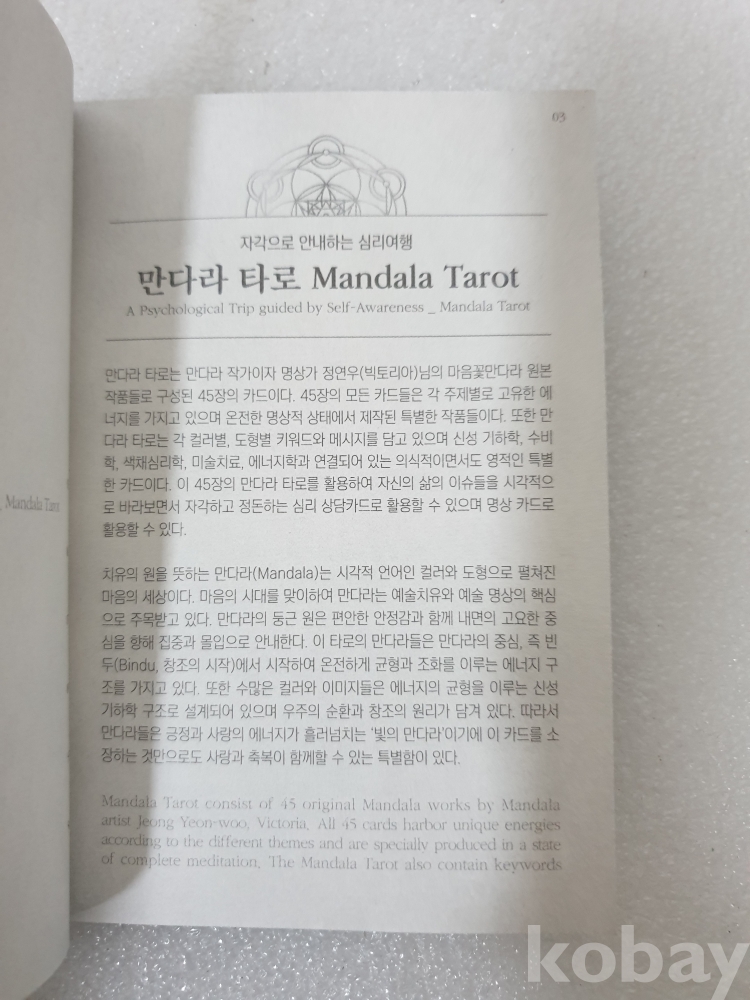 03
자각으로 안내하는 심리여행
만다라 타로 Mandala Tarot
A Psychological Trip guided by Self-Awareness _ Mandala Tarot
만다라 타로는 만다라 작가이자 명상가 정연우(빅토리아)님의 마음꽃만다라 원본
작품들로 구성된 45장의 카드이다. 45장의 모든 카드들은 각 주제별로 고유한 에
너지를 가지고 있으며 온전한 명상적 상태에서 제작된 특별한 작품들이다. 또한 만
다라 타로는 각 컬러별, 도형별 키워드와 메시지를 담고 있으며 신성 기하학, 수비
학, 색채심리학, 미술치료, 에너지학과 연결되어 있는 의식적이면서도 영적인 특별
한 카드이다. 이 45장의 만다라 타로를 활용하여 자신의 삶의 이슈들을 시각적으
로 바라보면서 자각하고 정돈하는 심리 상담카드로 활용할 수 있으며 명상 카드로
활용할 수 있다.
치유의 원을 뜻하는 만다라(Mandala)는 시각적 언어인 컬러와 도형으로 펼쳐진
마음의 세상이다. 마음의 시대를 맞이하여 만다라는 예술치유와 예술 명상의 핵심
으로 주목받고 있다. 만다라의 둥근 원은 편안한 안정감과 함께 내면의 고요한 중
심을 향해 집중과 몰입으로 안내한다. 이 타로의 만다라들은 만다라의 중심, 즉 빈
두(Bindu, 창조의 시작)에서 시작하여 온전하게 균형과 조화를 이루는 에너지 구
조를 가지고 있다. 또한 수많은 컬러와 이미지들은 에너지의 균형을 이루는 신성
기하학 구조로 설계되어 있으며 우주의 순환과 창조의 원리가 담겨 있다. 따라서
만다라들은 긍정과 사랑의 에너지가 흘러넘치는 '빛의 만다라'이기에 이 카드를 소
장하는 것만으로도 사랑과 축복이 함께할 수 있는 특별함이 있다.
Mandala Tarot consist of 45 original Mandala works by Mandala
artist Jeong Yeon-woo, Victoria. All 45 cards harbor unique energies
according to the different themes and are specially produced in a state
of complete meditation. The Mandala Tarot also contain keywords
Mandala Tarot
kobay